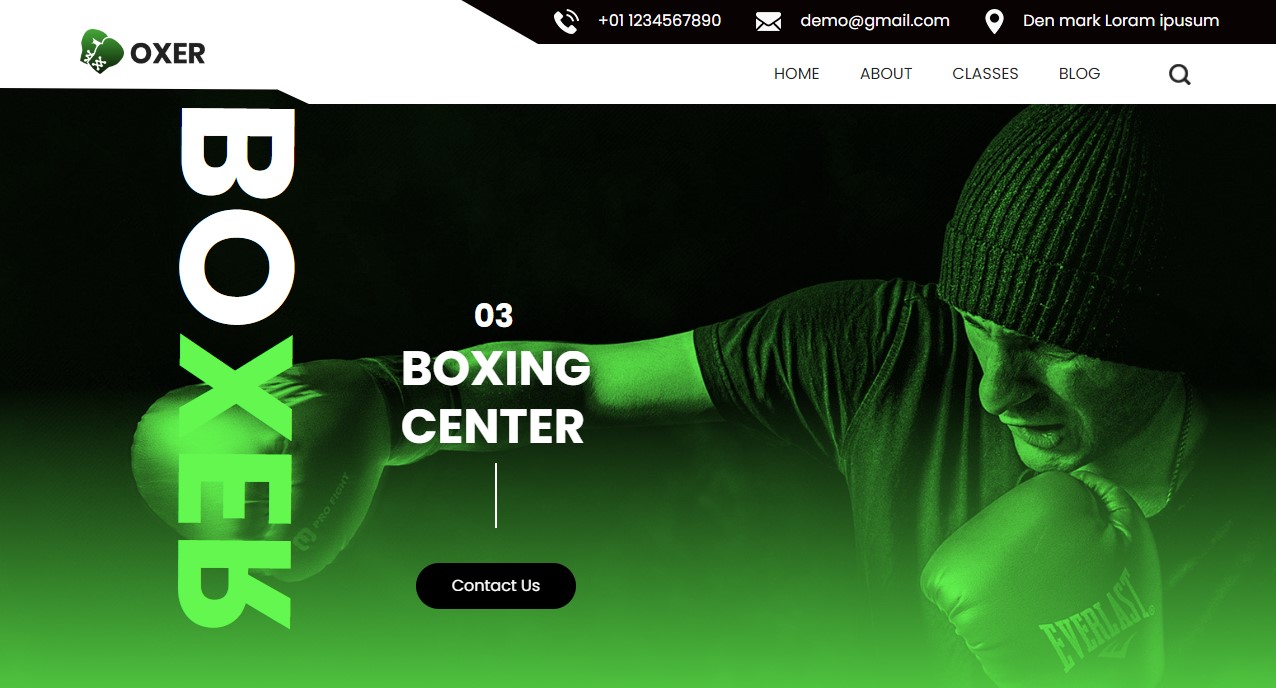 OXER
+01 1234567890
demo@gmail.com
Den mark Loram ipusum
HOME
ABOUT
CLASSES
BLOG
BOXER
03
BOXING
CENTER
Contact Us
PRO FIGHT
EVERLAST